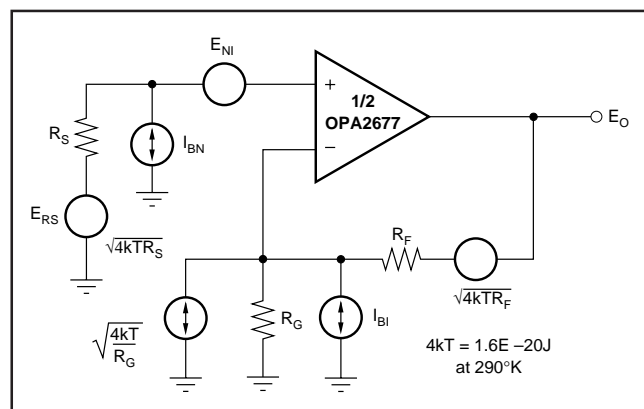 E_NI
1/2
OPA2677
+
−
E_O
R_S
I_BN
E_RS
√4kTR_S
R_F
√4kTR_F
√4kT/R_G
R_G
I_BI
4kT = 1.6E –20J
at 290°K